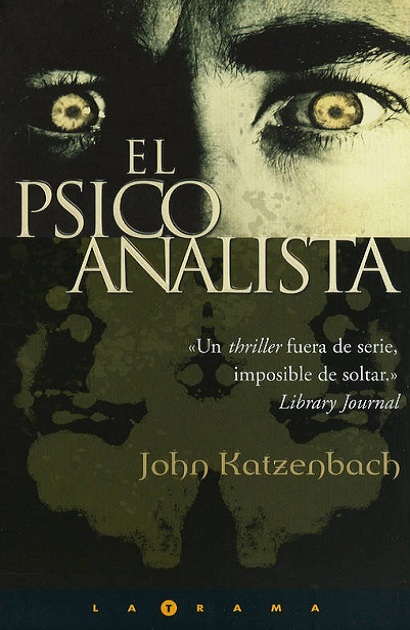 EL
PSICO
ANALISTA
«Un thriller fuera de serie,
imposible de soltar.»
Library Journal
John Katzenbach
LA TRAMA